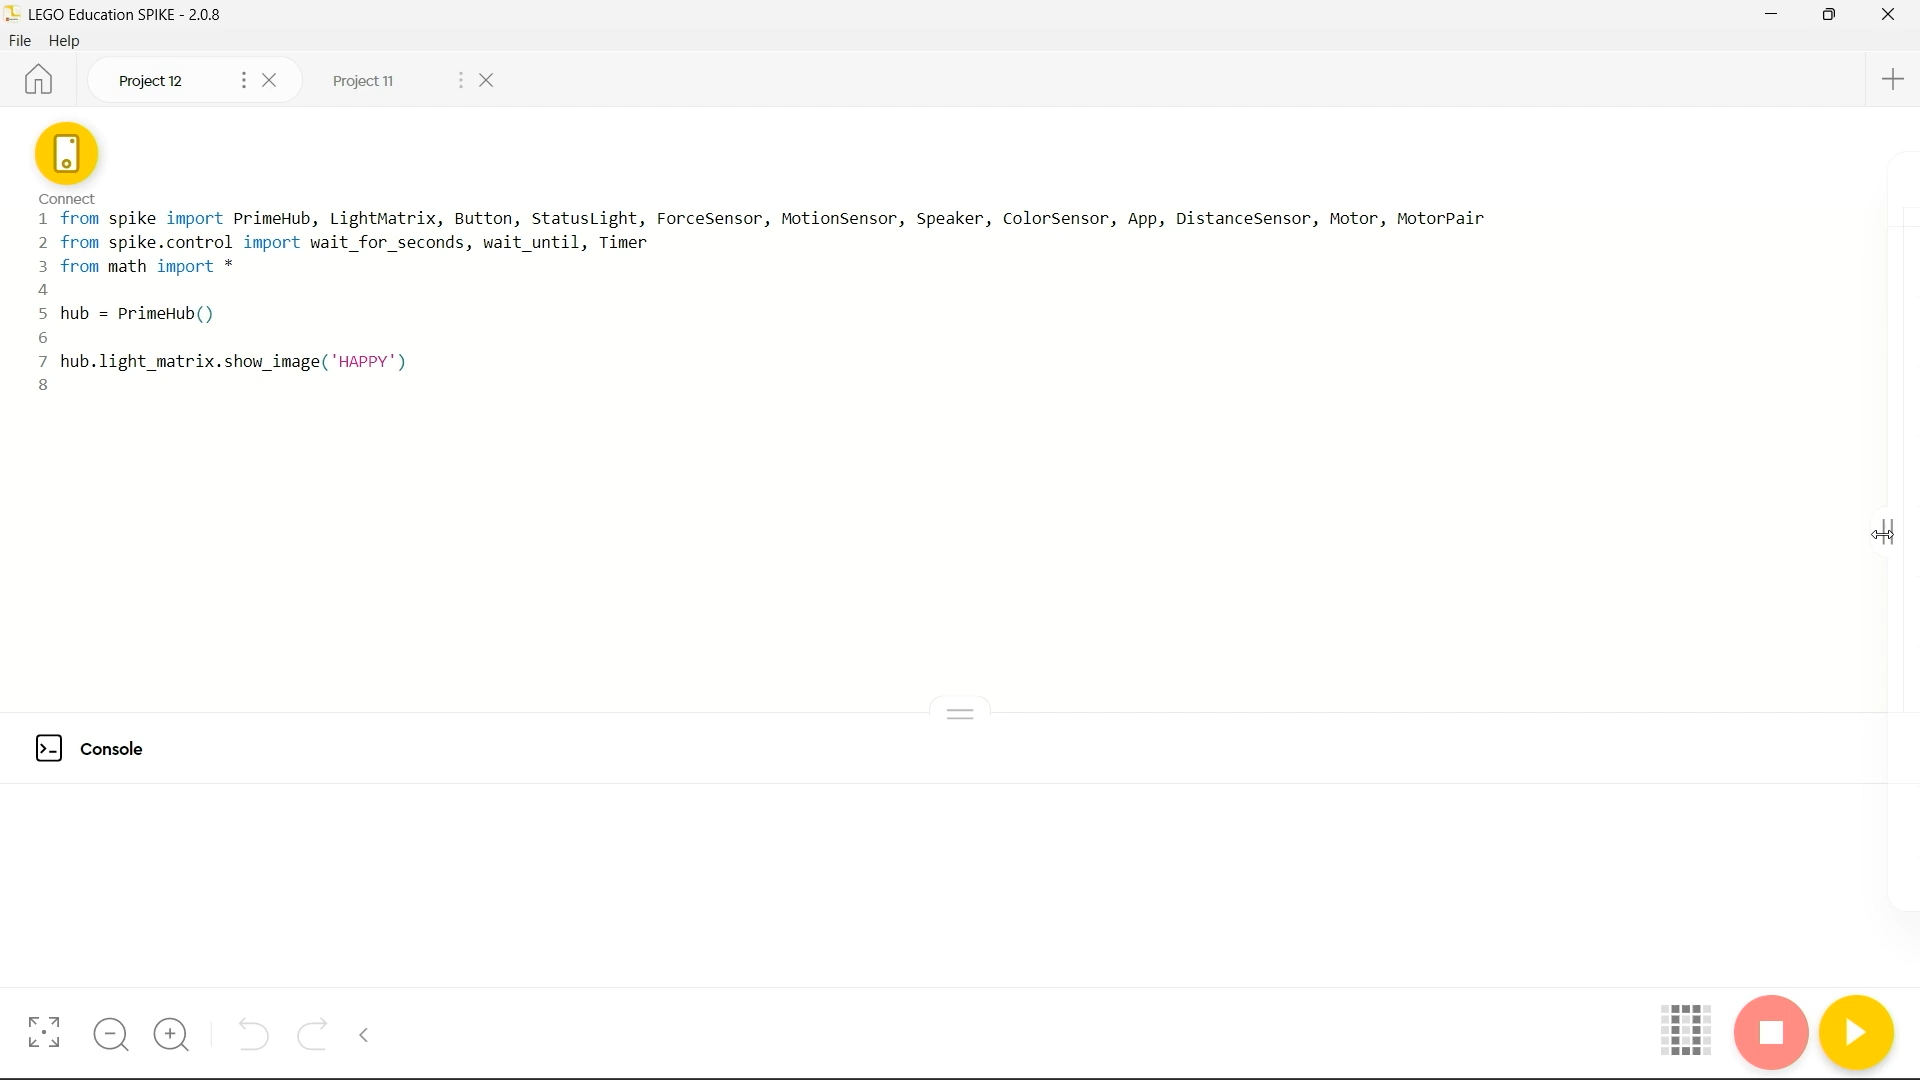 LEGO Education SPIKE - 2.0.8
File Help
Project 12 Project 11
Connect
1 from spike import PrimeHub, LightMatrix, Button, StatusLight, ForceSensor, MotionSensor, Speaker, ColorSensor, App, DistanceSensor, Motor, MotorPair
2 from spike.control import wait_for_seconds, wait_until, Timer
3 from math import *
4
5 hub = PrimeHub()
6
7 hub.light_matrix.show_image('HAPPY')
8
Console